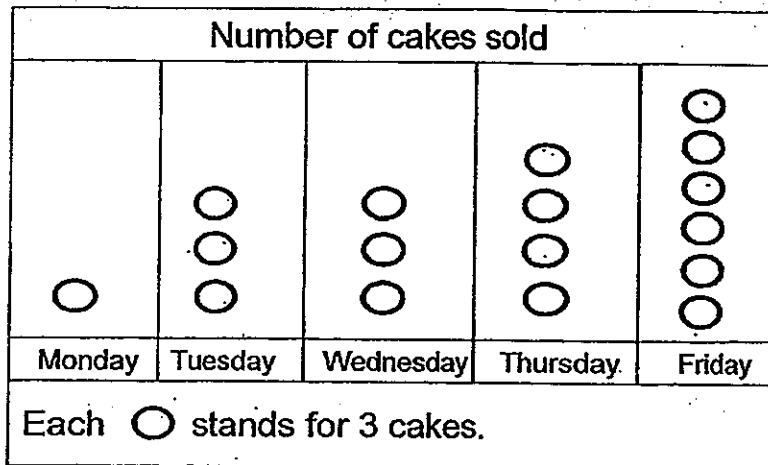 Number of cakes sold
Monday Tuesday Wednesday Thursday Friday
Each stands for 3 cakes.